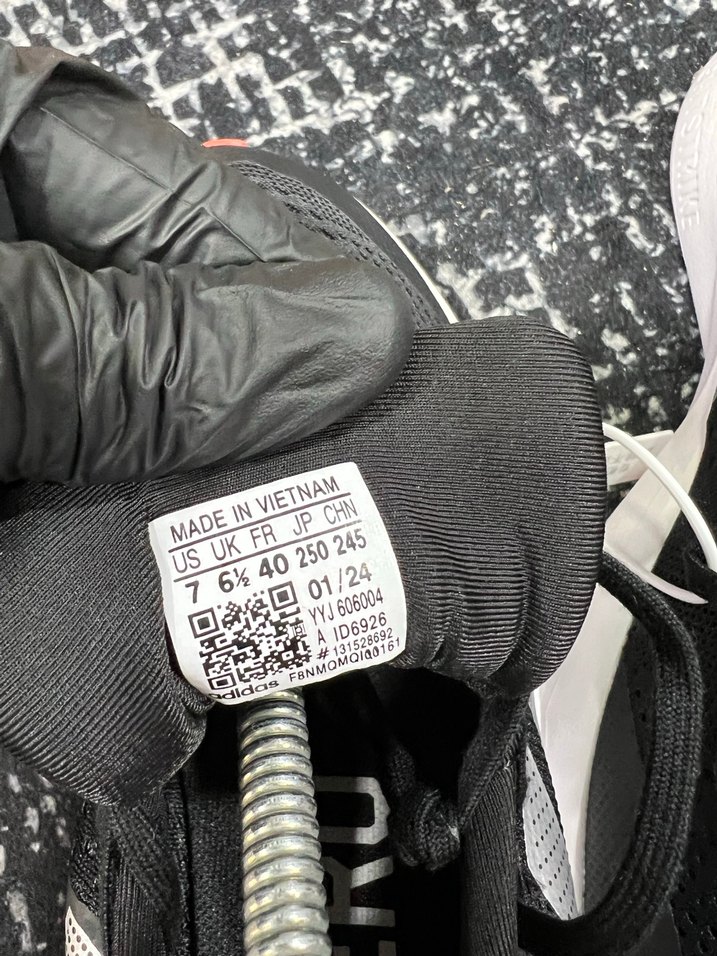 STRIKE
MADE IN VIETNAM
US UK FR JP CHN
7 6½ 40 250 245
01/24
YYJ 606004
A ID6926
# 131528692
adidas